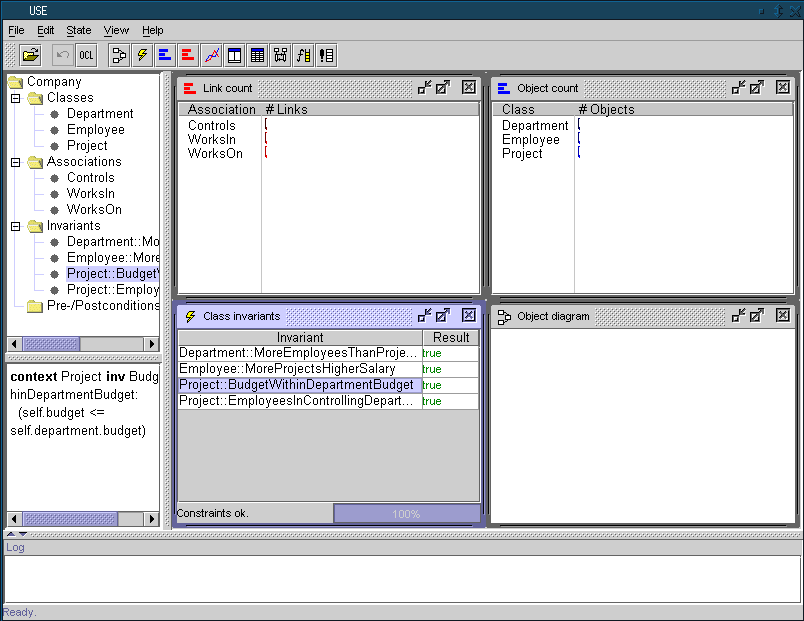 USE
File Edit State View Help
OCL
Company
Classes
Department
Employee
Project
Associations
Controls
WorksIn
WorksOn
Invariants
Department::Mo
Employee::More
Project::Budget
Project::Employ
Pre-/Postconditions
context Project inv Budg
hinDepartmentBudget:
(self.budget <=
self.department.budget)
Link count
Association # Links
Controls
WorksIn
WorksOn
Object count
Class # Objects
Department
Employee
Project
Class invariants
Invariant Result
Department::MoreEmployeesThanProje... true
Employee::MoreProjectsHigherSalary true
Project::BudgetWithinDepartmentBudget true
Project::EmployeesInControllingDepart... true
Constraints ok. 100%
Object diagram
Log
Ready.